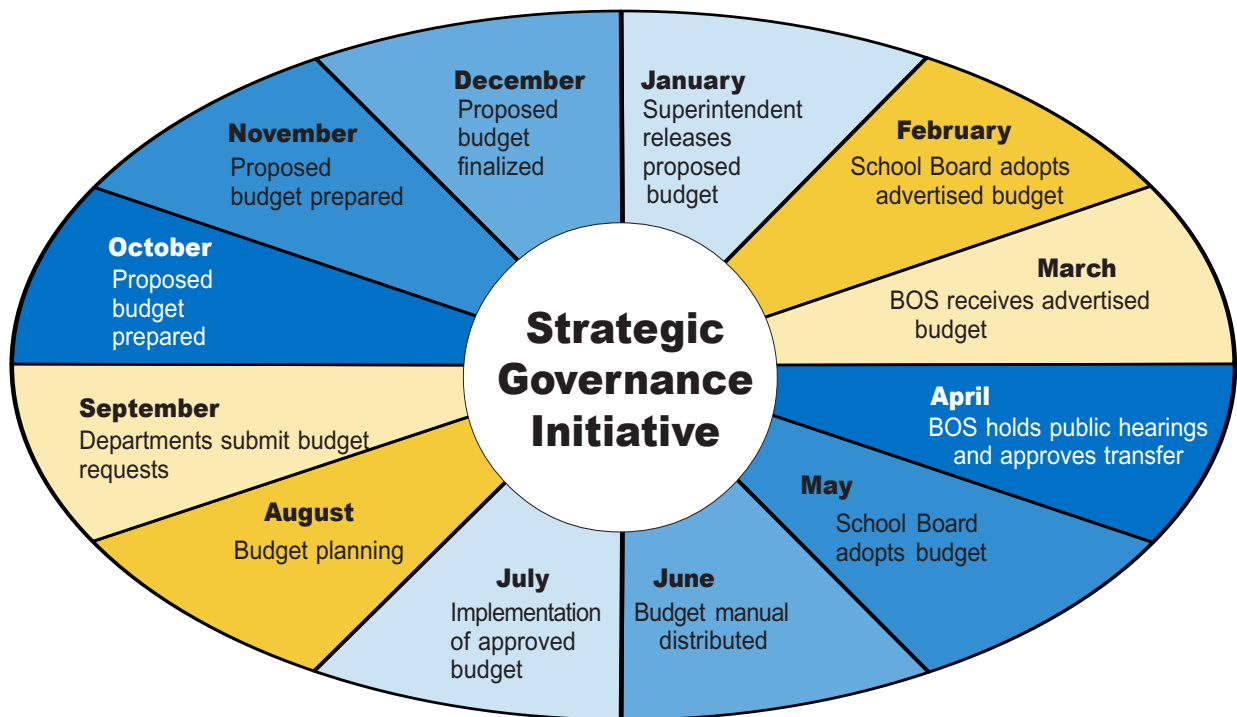 December
Proposed
budget
finalized
January
Superintendent
releases
proposed
budget
February
School Board adopts
advertised budget
March
BOS receives advertised
budget
April
BOS holds public hearings
and approves transfer
May
School Board
adopts budget
June
Budget manual
distributed
July
Implementation
of approved
budget
August
Budget planning
September
Departments submit budget
requests
October
Proposed
budget
prepared
November
Proposed
budget prepared
Strategic
Governance
Initiative